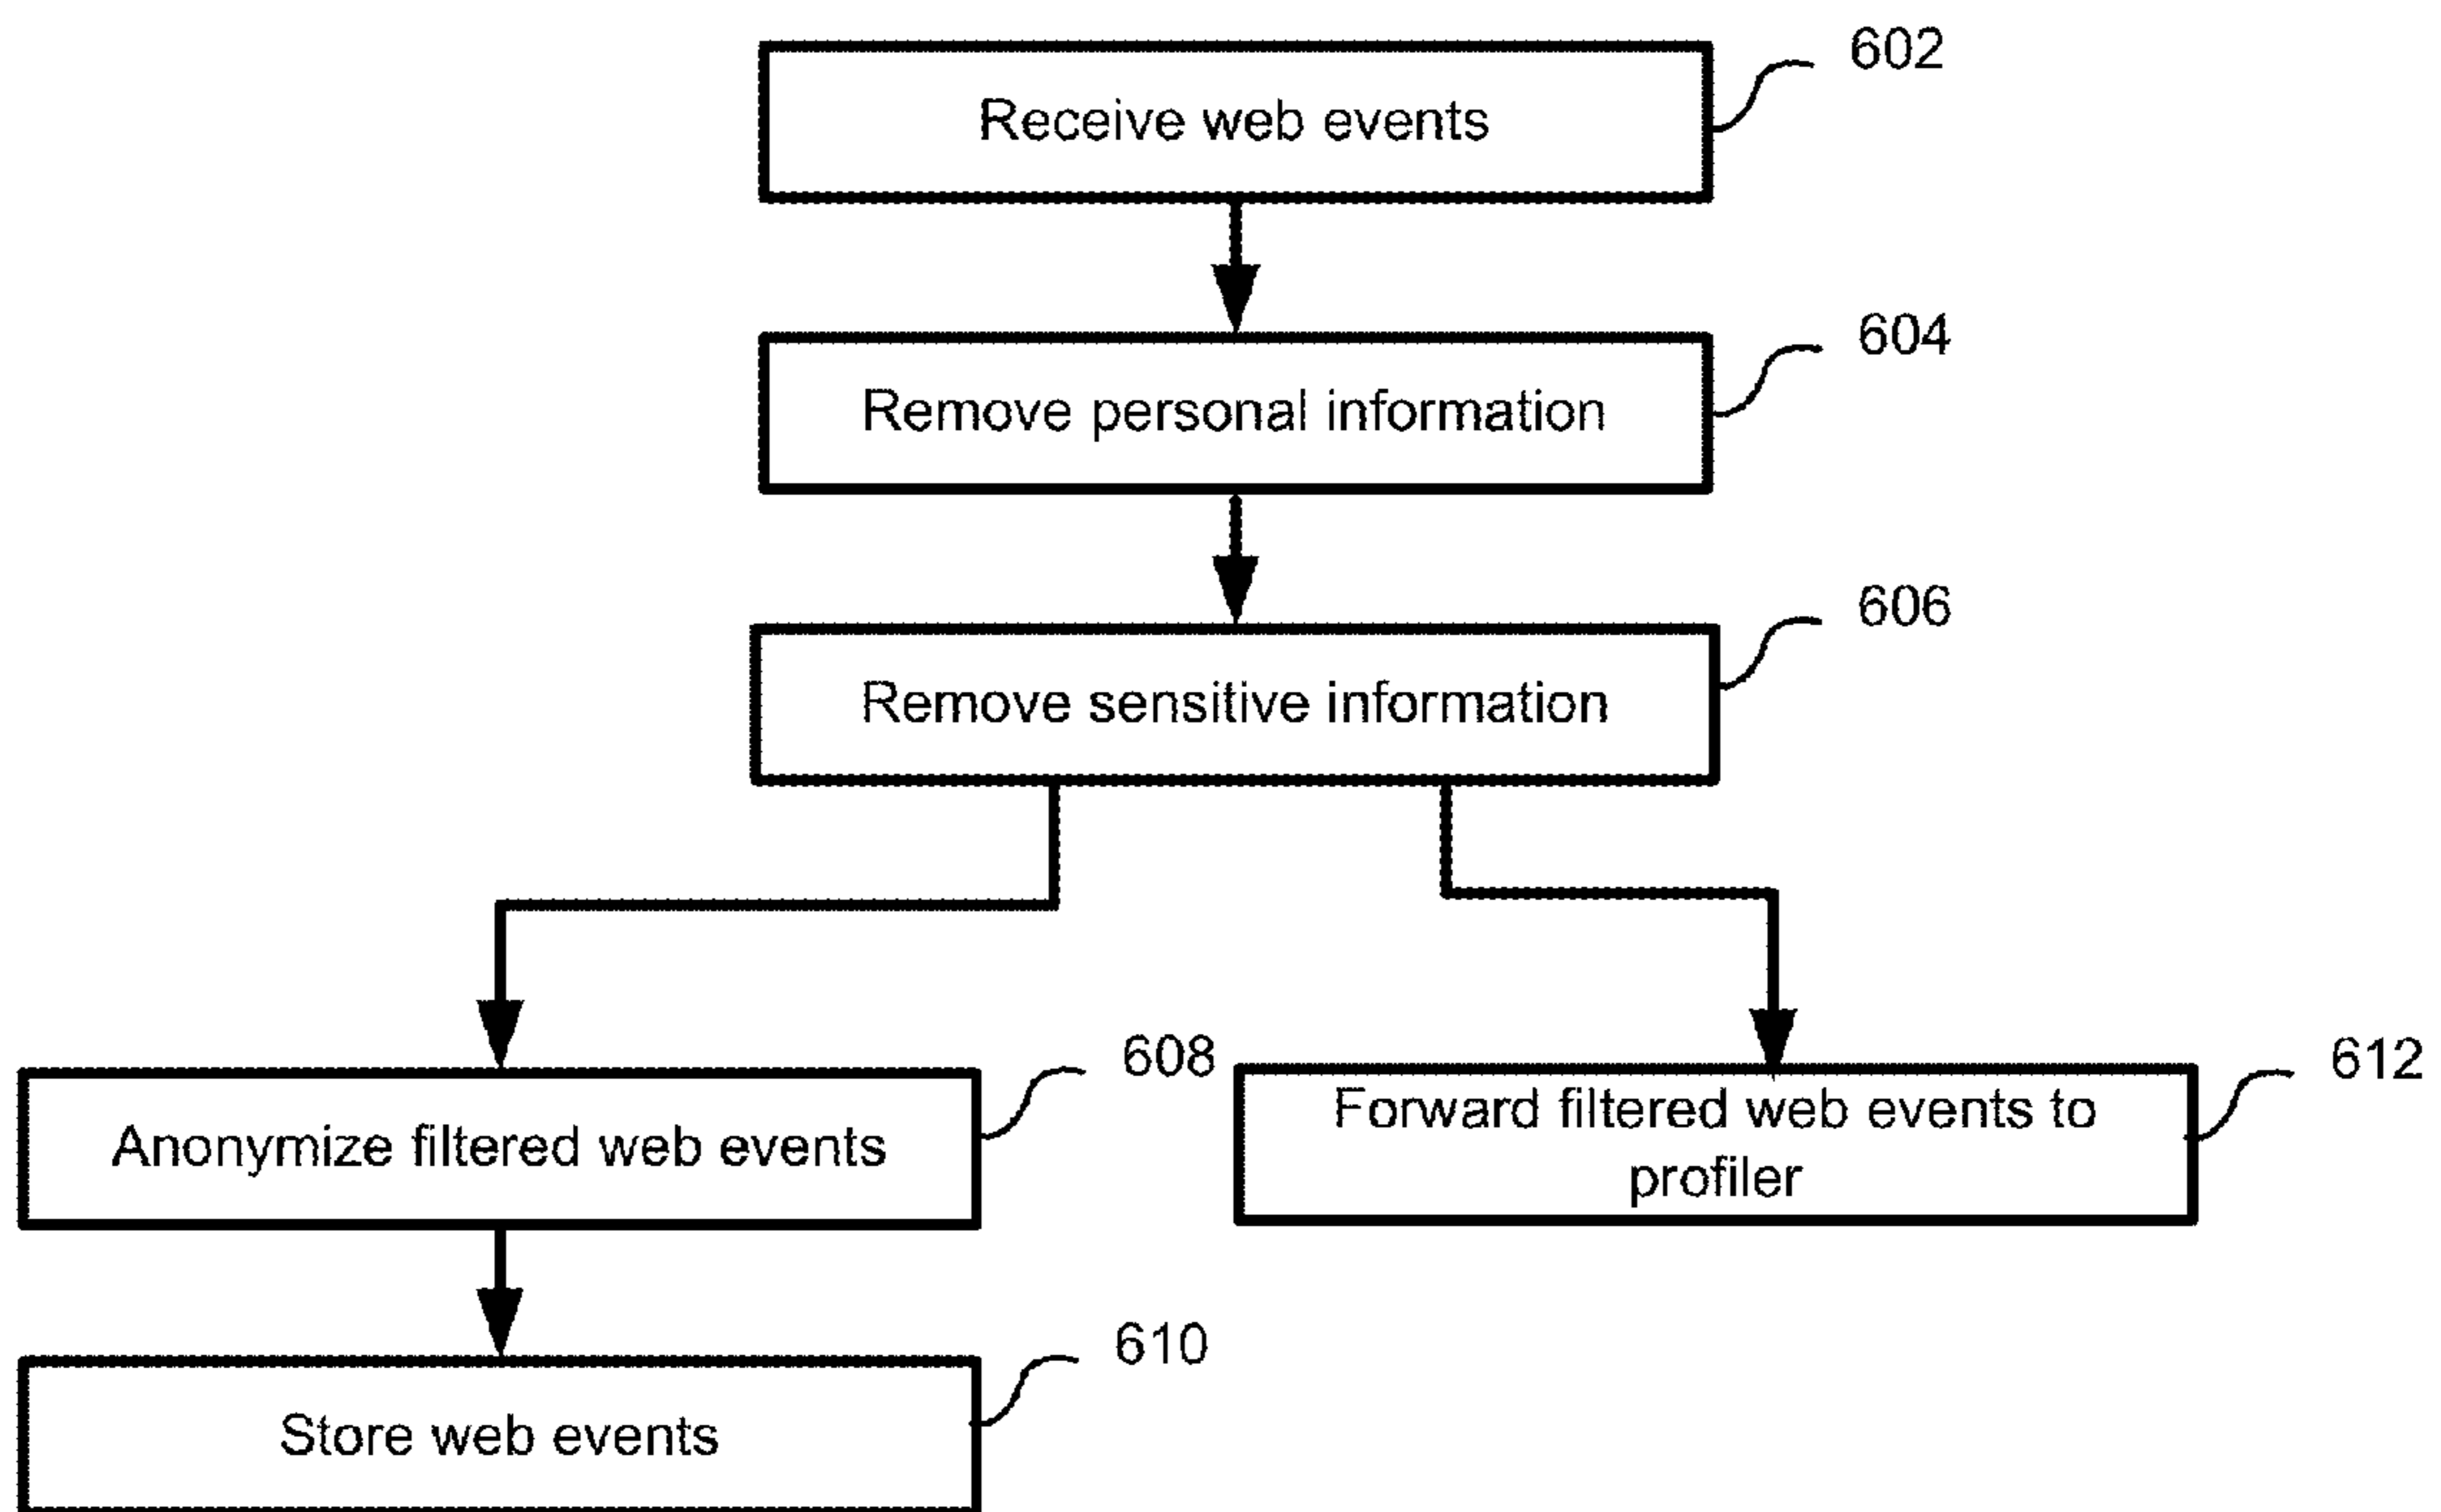 602
Receive web events
604
Remove personal information
606
Remove sensitive information
608
Anonymize filtered web events
612
Forward filtered web events to
profiler
610
Store web events